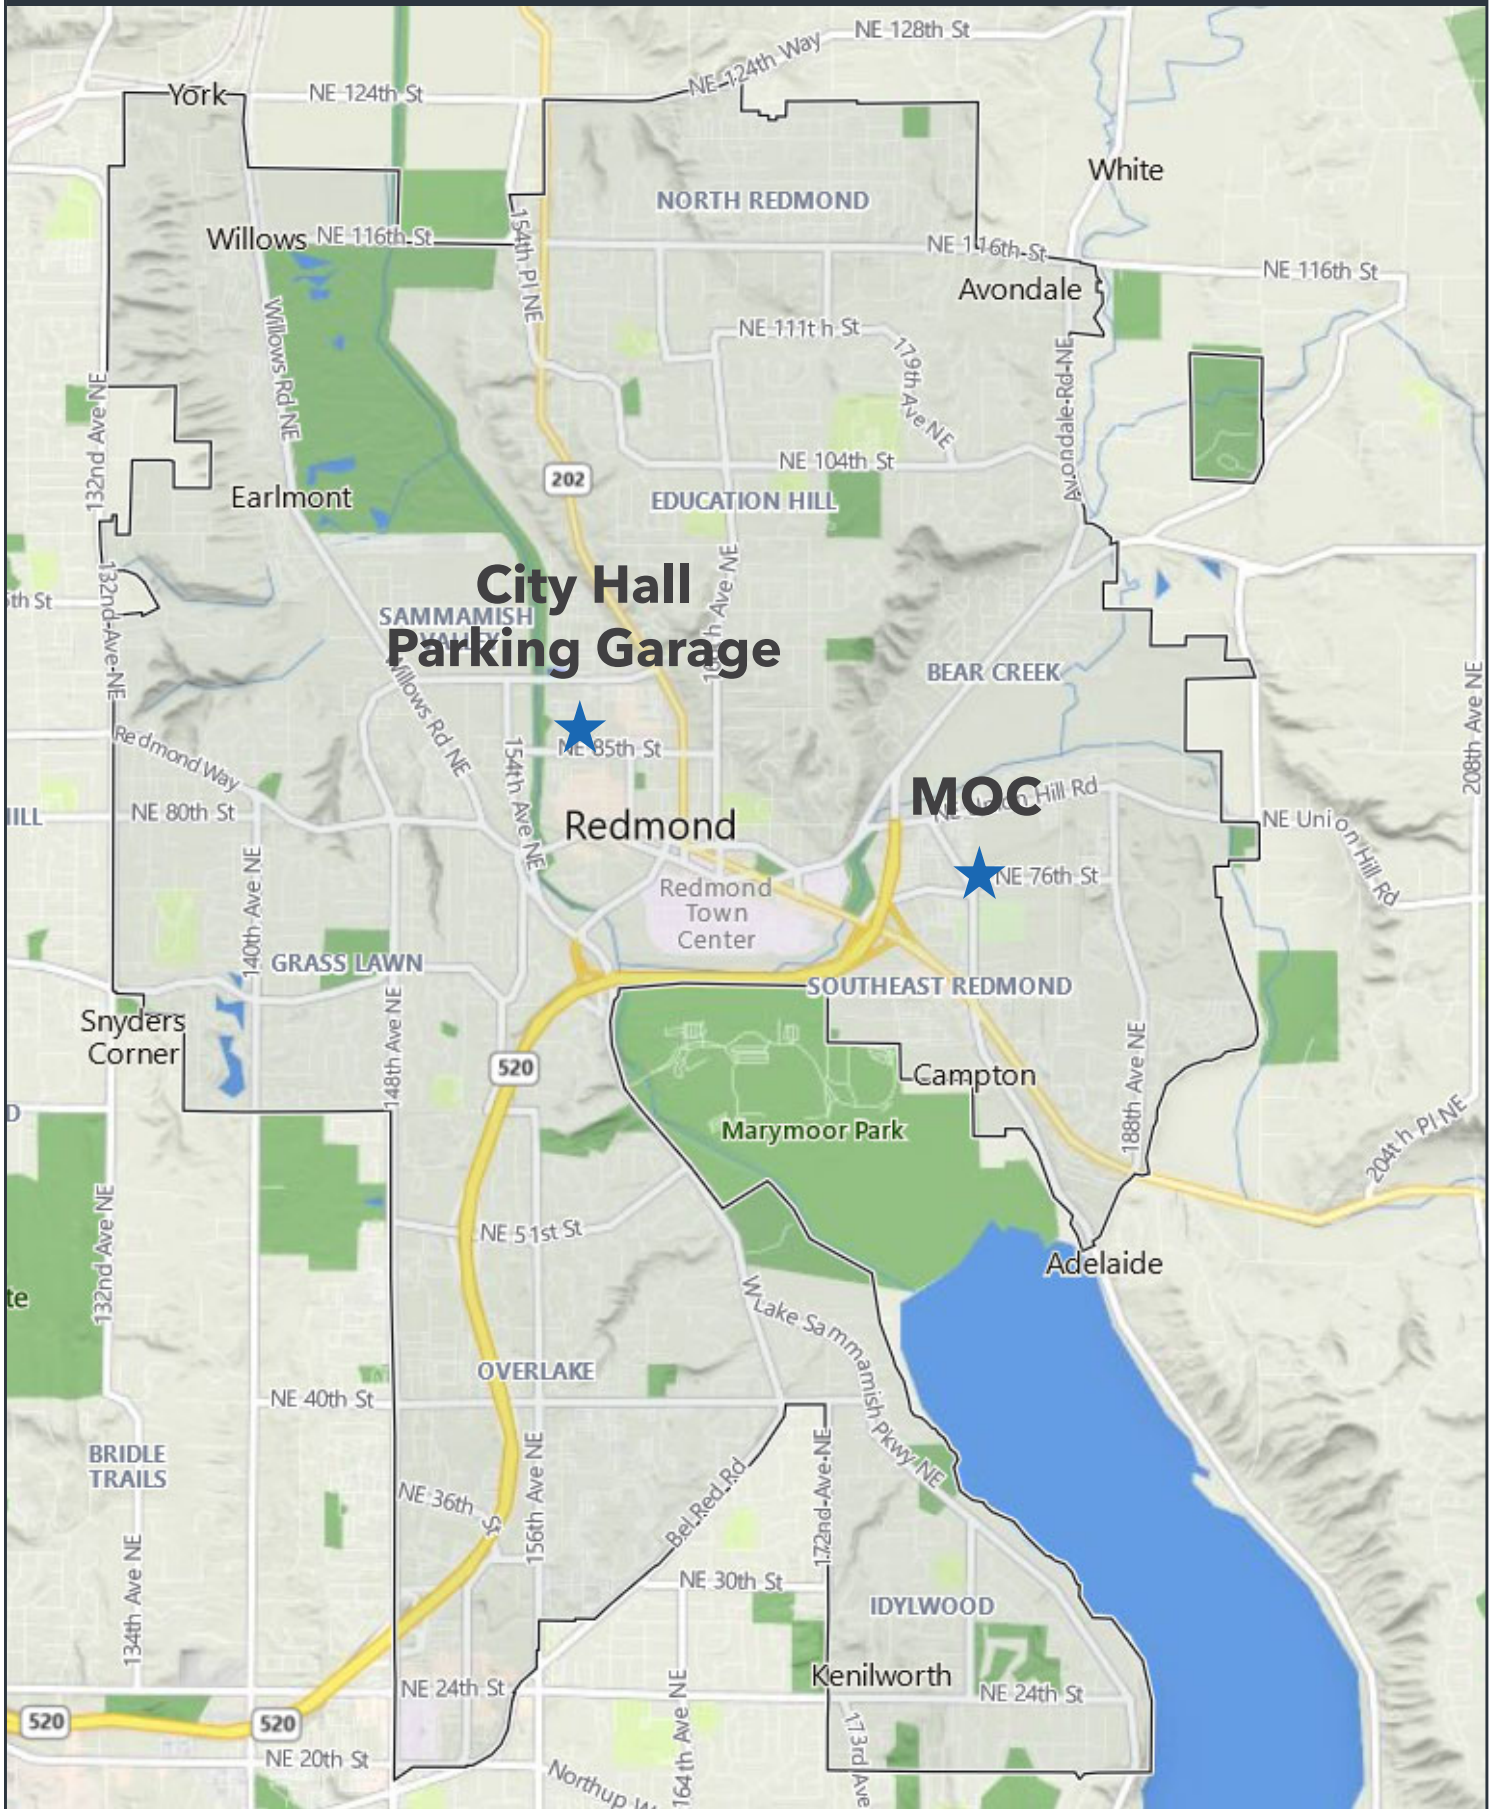 NE 128th St
NE 124th Way
York
NE 124th St
White
NORTH REDMOND
Willows
NE 116th St
154th Pl NE
NE 116th St
NE 116th St
Avondale
Willows Rd NE
NE 111th St
179th Ave NE
Avondale Rd NE
132nd Ave NE
NE 104th St
202
Earlmont
EDUCATION HILL
City Hall
Parking Garage
SAMMAMISH
VALLEY
132nd Ave NE
5th St
BEAR CREEK
208th Ave NE
Willows Rd NE
Redmond Way
154th Ave NE
NE 85th St
MOC
NE Union Hill Rd
NE 80th St
Redmond
NE Union Hill Rd
NE 76th St
Redmond
Town
Center
140th Ave NE
GRASS LAWN
SOUTHEAST REDMOND
Snyders
Corner
148th Ave NE
520
Campton
188th Ave NE
Marymoor Park
204th Pl NE
132nd Ave NE
NE 51st St
Adelaide
W Lake Sammamish Pkwy NE
OVERLAKE
NE 40th St
BRIDLE
TRAILS
NE 36th St
156th Ave NE
Bel Red Rd
172nd Ave NE
134th Ave NE
NE 30th St
IDYLWOOD
Kenilworth
NE 24th St
NE 24th St
164th Ave NE
173rd Ave
520
520
NE 20th St
Northup W